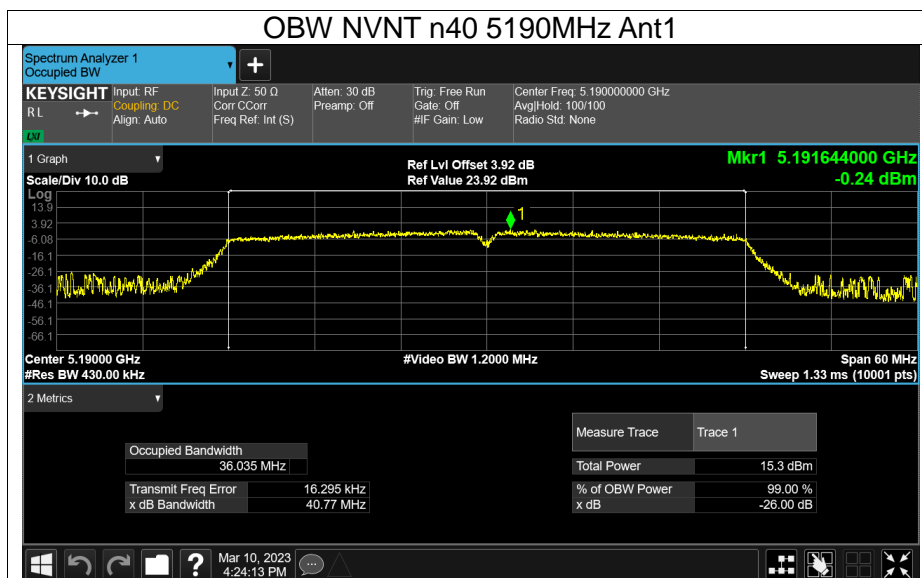 OBW NVNT n40 5190MHz Ant1
Spectrum Analyzer 1
Occupied BW
+
KEYSIGHT
R L
LXI
Input: RF
Coupling: DC
Align: Auto
Input Z: 50 Ω
Corr CCorr
Freq Ref: Int (S)
Atten: 30 dB
Preamp: Off
Trig: Free Run
Gate: Off
#IF Gain: Low
Center Freq: 5.190000000 GHz
Avg|Hold: 100/100
Radio Std: None
1 Graph
Scale/Div 10.0 dB
Ref Lvl Offset 3.92 dB
Ref Value 23.92 dBm
Mkr1 5.191644000 GHz
-0.24 dBm
Log
13.9
3.92
-6.08
-16.1
-26.1
-36.1
-46.1
-56.1
-66.1
1
Center 5.19000 GHz
#Res BW 430.00 kHz
#Video BW 1.2000 MHz
Span 60 MHz
Sweep 1.33 ms (10001 pts)
2 Metrics
Occupied Bandwidth
36.035 MHz
Transmit Freq Error 16.295 kHz
x dB Bandwidth 40.77 MHz
Measure Trace Trace 1
Total Power 15.3 dBm
% of OBW Power 99.00 %
x dB -26.00 dB
?
Mar 10, 2023
4:24:13 PM